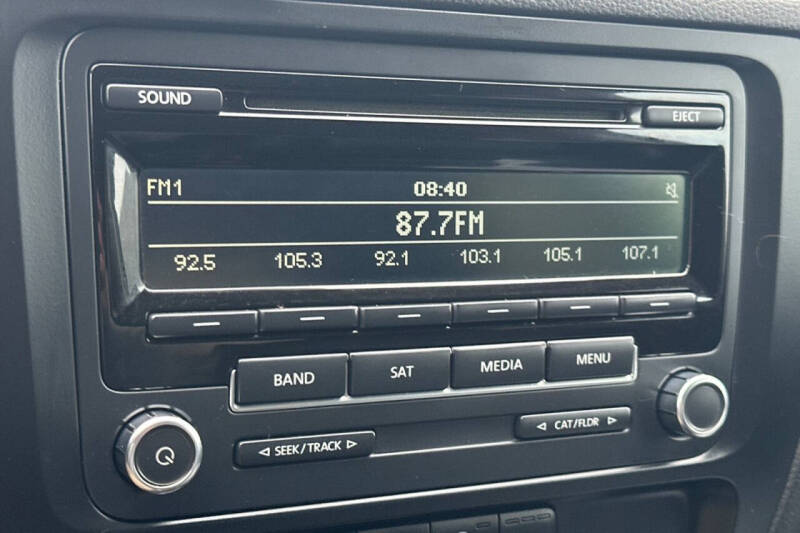 SOUND
EJECT
FM1 08:40
87.7FM
92.5 105.3 92.1 103.1 105.1 107.1
BAND SAT MEDIA MENU
◁ SEEK/TRACK ▷ ◁ CAT/FLDR ▷